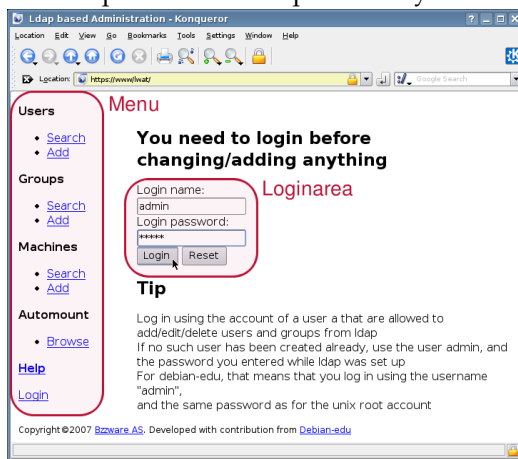 Ldap based Administration - Konqueror
Location Edit View Go Bookmarks Tools Settings Window Help
Location: https://www/lwat/ Google Search
Menu
Users
Search
Add
Groups
Search
Add
Machines
Search
Add
Automount
Browse
Help
Login
You need to login before
changing/adding anything
Loginarea
Login name:
admin
Login password:
*****
Login Reset
Tip
Log in using the account of a user a that are allowed to
add/edit/delete users and groups from ldap
If no such user has been created already, use the user admin, and
the password you entered while ldap was set up
For debian-edu, that means that you log in using the username
"admin",
and the same password as for the unix root account
Copyright©2007 Bzzware AS. Developed with contribution from Debian-edu